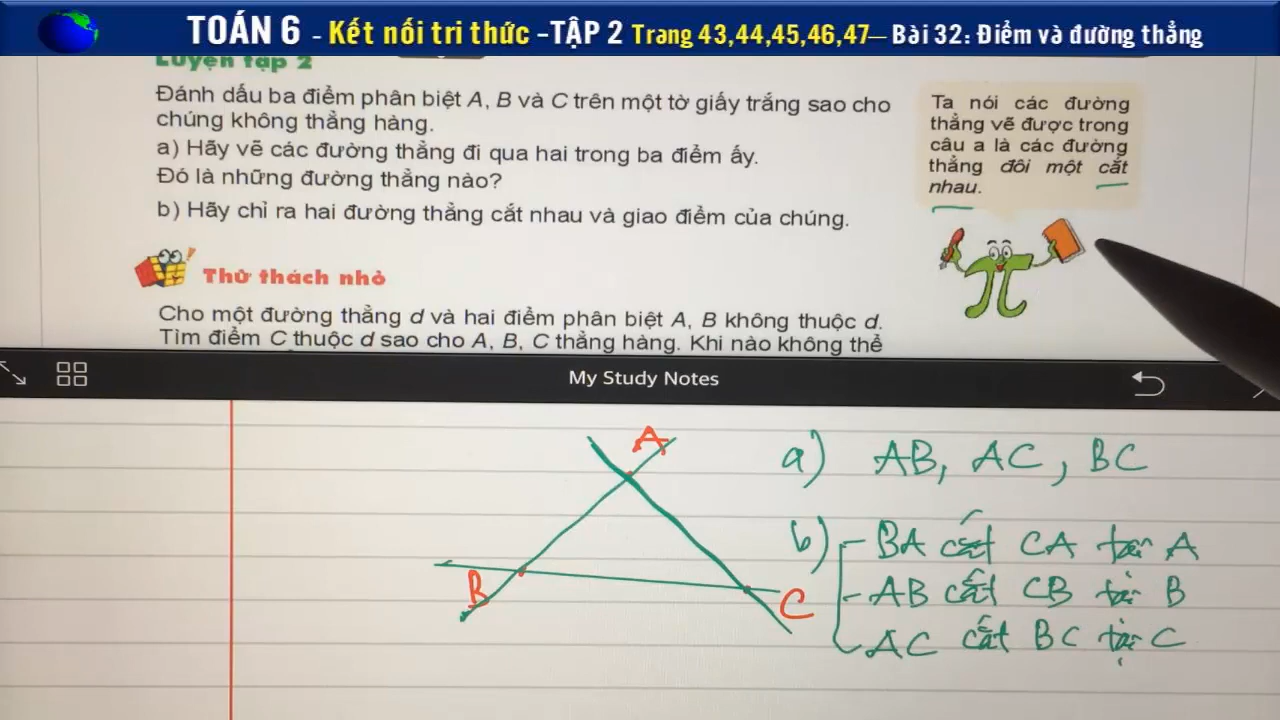 TOÁN 6 - Kết nối tri thức -TẬP 2 Trang 43,44,45,46,47– Bài 32: Điểm và đường thẳng
Luyện tập 2
Đánh dấu ba điểm phân biệt A, B và C trên một tờ giấy trắng sao cho
chúng không thẳng hàng.
a) Hãy vẽ các đường thẳng đi qua hai trong ba điểm ấy.
Đó là những đường thẳng nào?
b) Hãy chỉ ra hai đường thẳng cắt nhau và giao điểm của chúng.
Ta nói các đường
thẳng vẽ được trong
câu a là các đường
thẳng đôi một cắt
nhau.
Thử thách nhỏ
Cho một đường thẳng d và hai điểm phân biệt A, B không thuộc d.
Tìm điểm C thuộc d sao cho A, B, C thẳng hàng. Khi nào không thể
My Study Notes
A
B
C
a) AB, AC, BC
b) - BA cắt CA tại A
- AB cắt CB tại B
- AC cắt BC tại C